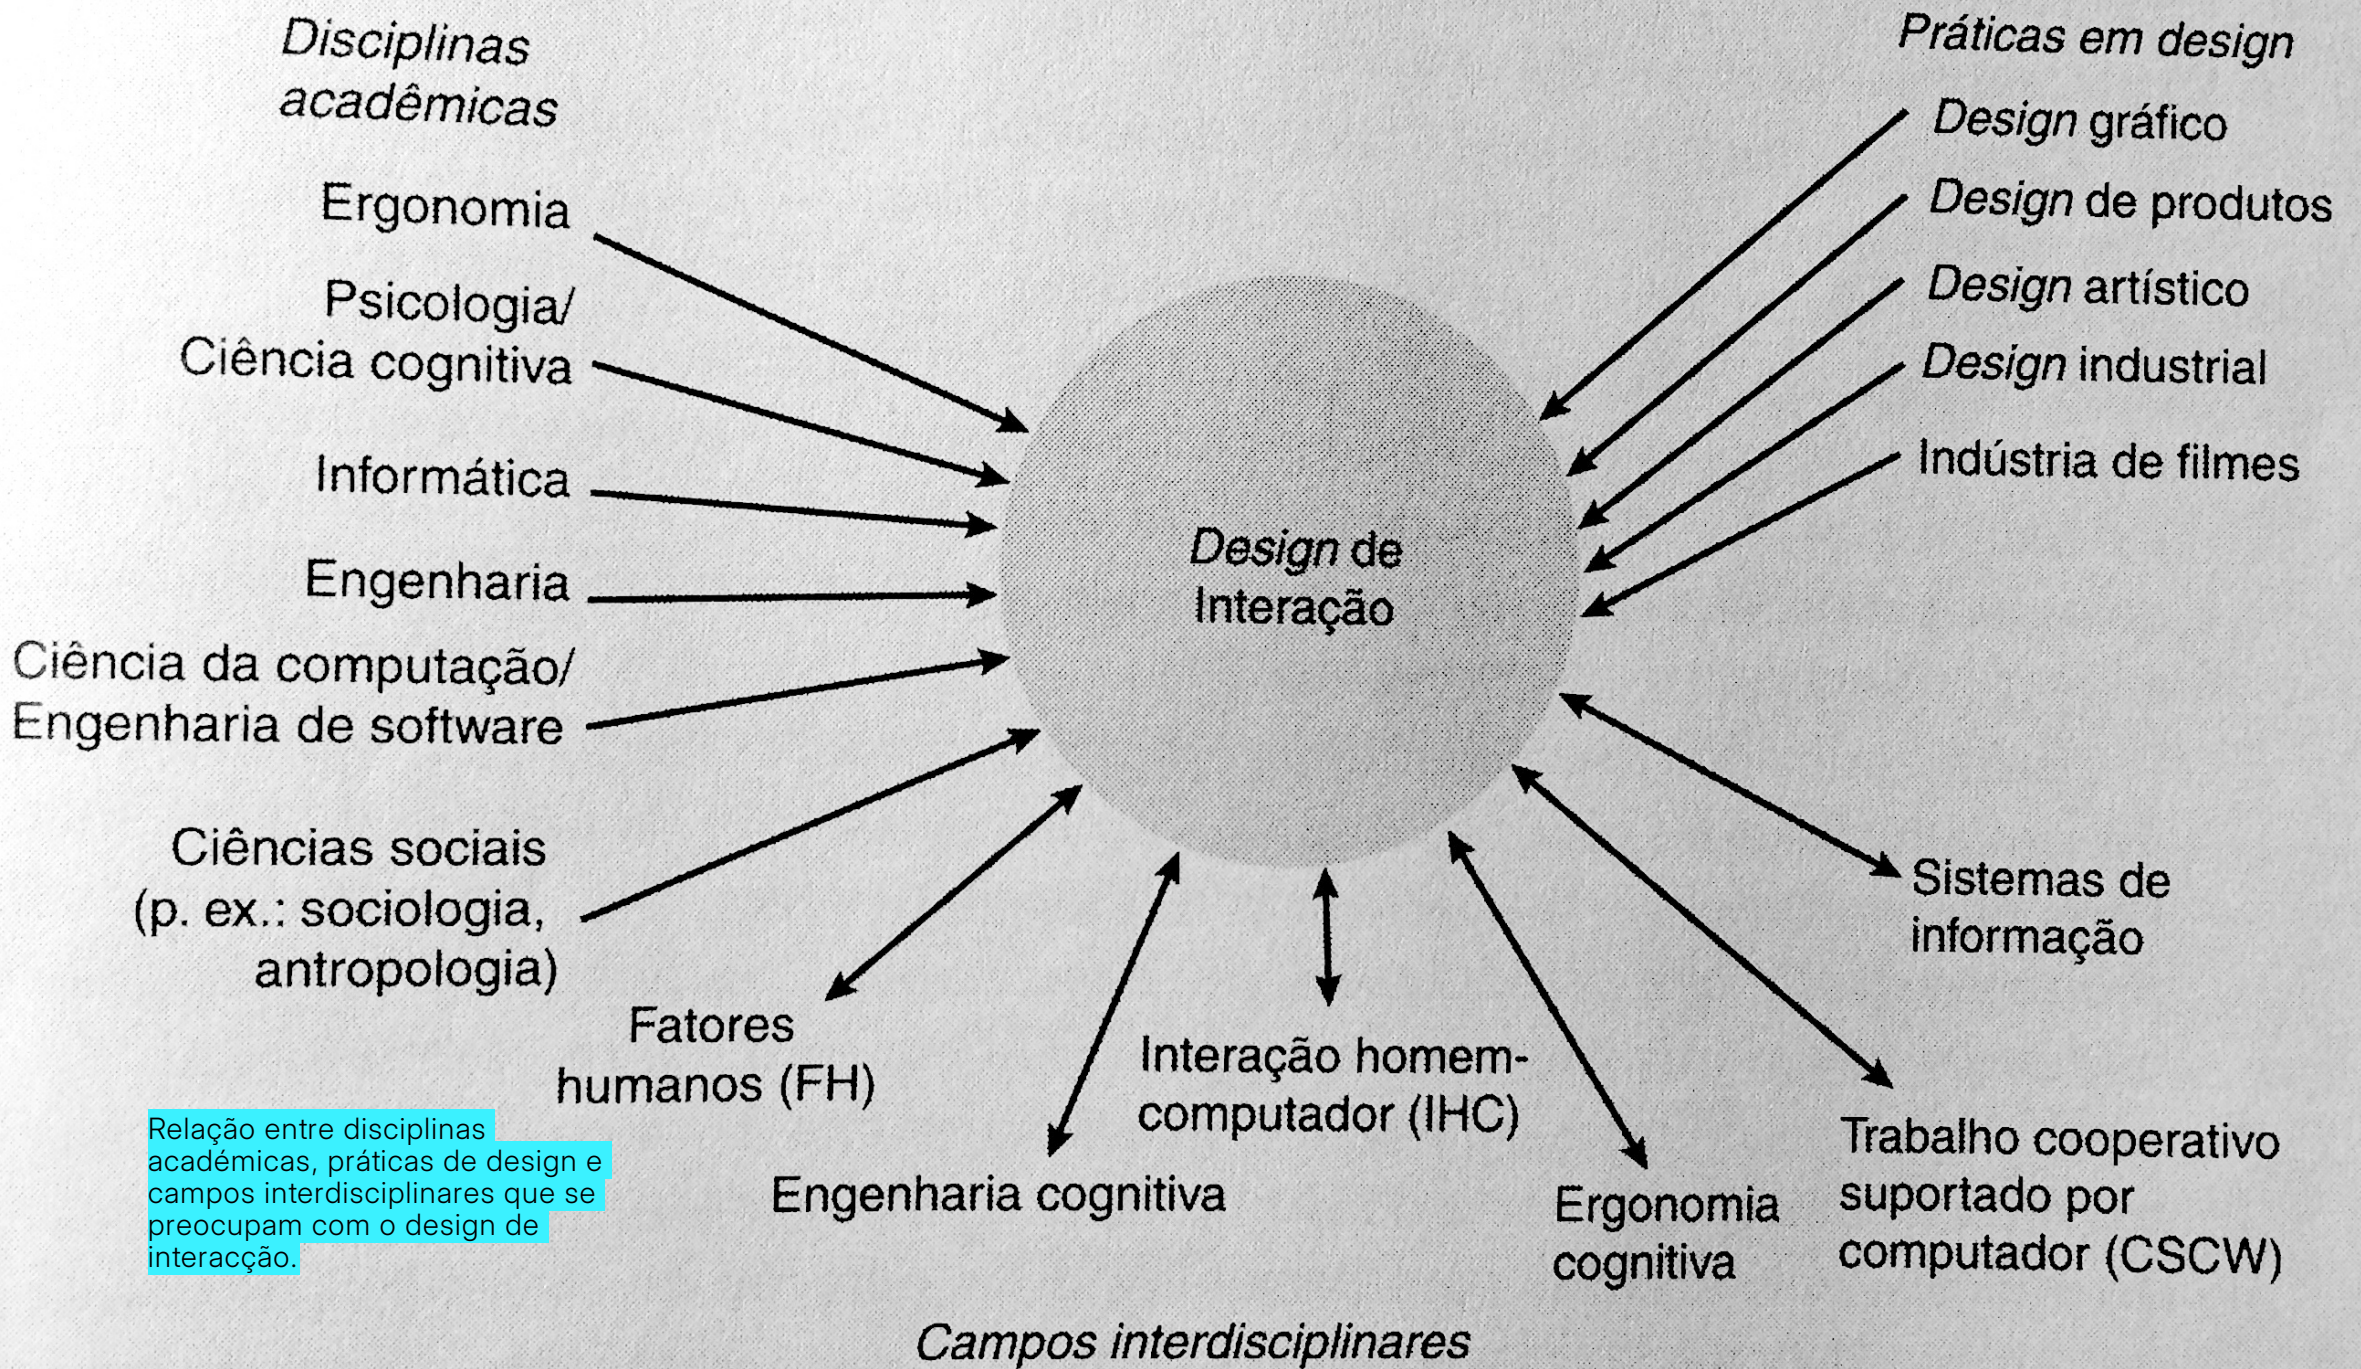 Disciplinas
acadêmicas
Ergonomia
Psicologia/
Ciência cognitiva
Informática
Engenharia
Ciência da computação/
Engenharia de software
Ciências sociais
(p. ex.: sociologia,
antropologia)
Práticas em design
Design gráfico
Design de produtos
Design artístico
Design industrial
Indústria de filmes
Design de
Interação
Sistemas de
informação
Fatores
humanos (FH)
Engenharia cognitiva
Interação homem-
computador (IHC)
Ergonomia
cognitiva
Trabalho cooperativo
suportado por
computador (CSCW)
Campos interdisciplinares
Relação entre disciplinas
académicas, práticas de design e
campos interdisciplinares que se
preocupam com o design de
interacção.